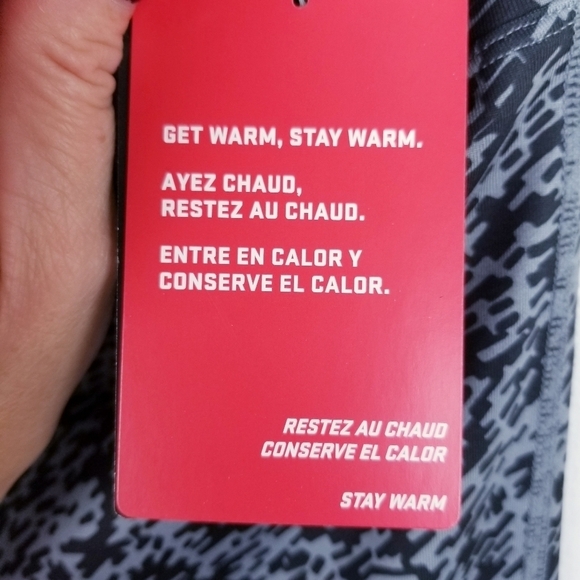 GET WARM, STAY WARM.
AYEZ CHAUD,
RESTEZ AU CHAUD.
ENTRE EN CALOR Y
CONSERVE EL CALOR.
RESTEZ AU CHAUD
CONSERVE EL CALOR
STAY WARM